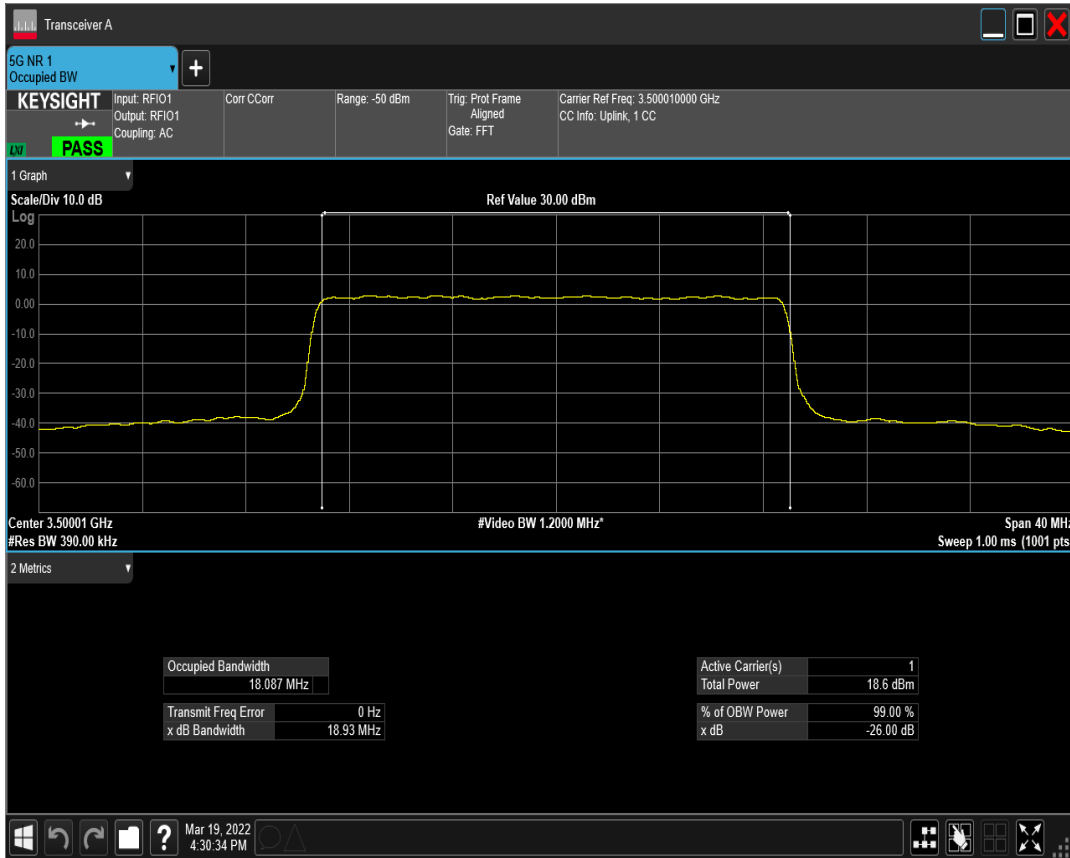 Transceiver A
5G NR 1
Occupied BW
+
KEYSIGHT
Input: RFIO1
Output: RFIO1
Coupling: AC
Corr CCorr
Range: -50 dBm
Trig: Prot Frame
Aligned
Gate: FFT
Carrier Ref Freq: 3.500010000 GHz
CC Info: Uplink, 1 CC
LXI
PASS
1 Graph
Scale/Div 10.0 dB
Ref Value 30.00 dBm
Log
20.0
10.0
0.00
-10.0
-20.0
-30.0
-40.0
-50.0
-60.0
Center 3.50001 GHz
#Video BW 1.2000 MHz*
Span 40 MHz
#Res BW 390.00 kHz
Sweep 1.00 ms (1001 pts
2 Metrics
Occupied Bandwidth
18.087 MHz
Transmit Freq Error 0 Hz
x dB Bandwidth 18.93 MHz
Active Carrier(s) 1
Total Power 18.6 dBm
% of OBW Power 99.00 %
x dB -26.00 dB
?
Mar 19, 2022
4:30:34 PM